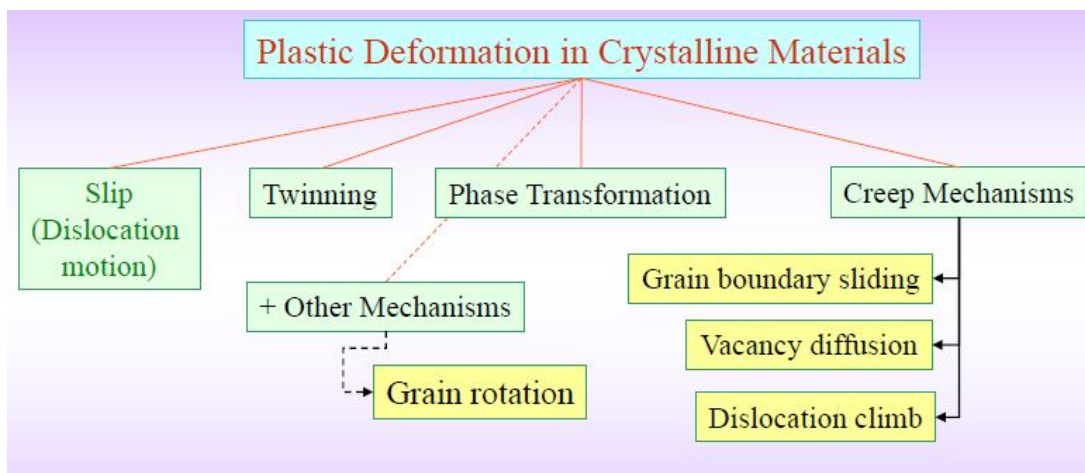 Plastic Deformation in Crystalline Materials
Slip
(Dislocation
motion)
Twinning
Phase Transformation
Creep Mechanisms
+ Other Mechanisms
Grain rotation
Grain boundary sliding
Vacancy diffusion
Dislocation climb